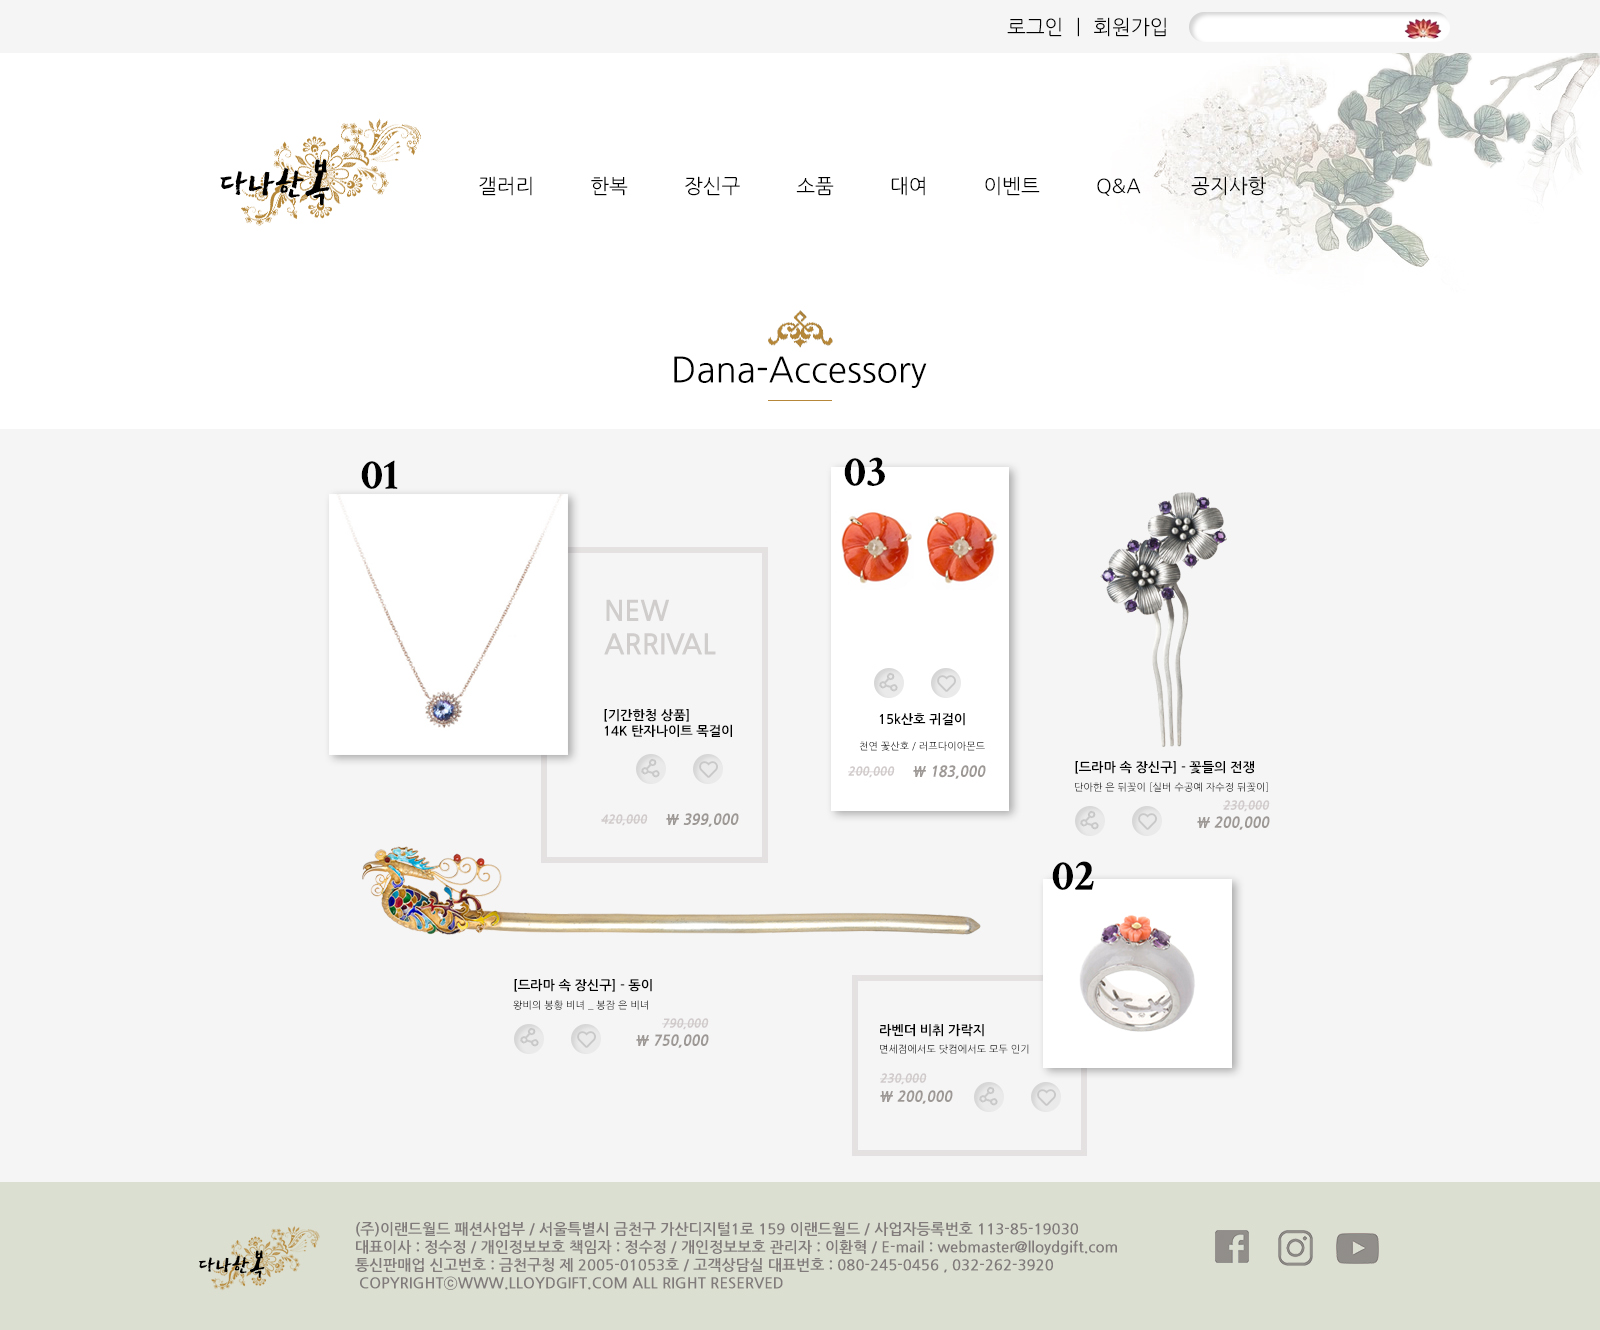 로그인 | 회원가입
다나한복
갤러리 한복 장신구 소품 대여 이벤트 Q&A 공지사항
Dana-Accessory
01
NEW
ARRIVAL
[기간한청 상품]
14K 탄자나이트 목걸이
420,000 ₩ 399,000
03
15k산호 귀걸이
천연 꽃산호 / 러프다이아몬드
200,000 ₩ 183,000
[드라마 속 장신구] - 꽃들의 전쟁
단아한 은 뒤꽂이 [실버 수공예 자수정 뒤꽂이]
230,000
₩ 200,000
[드라마 속 장신구] - 동이
왕비의 봉황 비녀 _ 봉잠 은 비녀
790,000
₩ 750,000
02
라벤더 비취 가락지
면세점에서도 닷컴에서도 모두 인기
230,000
₩ 200,000
다나한복
(주)이랜드월드 패션사업부 / 서울특별시 금천구 가산디지털1로 159 이랜드월드 / 사업자등록번호 113-85-19030
대표이사 : 정수정 / 개인정보보호 책임자 : 정수정 / 개인정보보호 관리자 : 이환혁 / E-mail : webmaster@lloydgift.com
통신판매업 신고번호 : 금천구청 제 2005-01053호 / 고객상담실 대표번호 : 080-245-0456 , 032-262-3920
COPYRIGHTⓒWWW.LLOYDGIFT.COM ALL RIGHT RESERVED